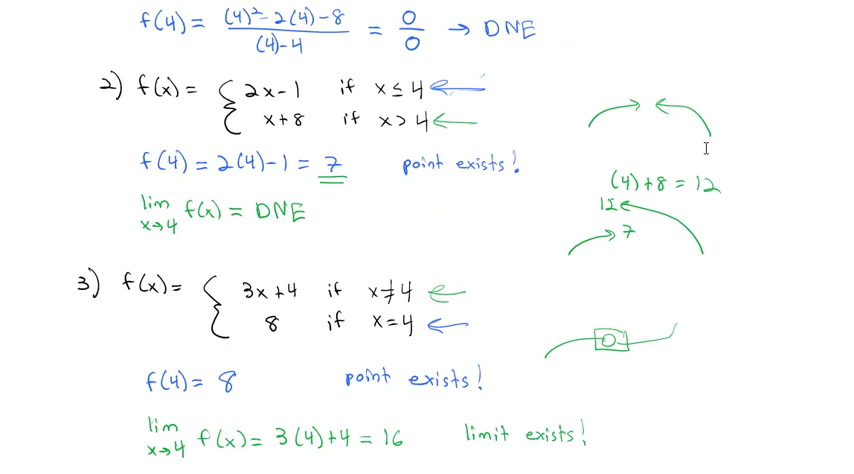 f(4) = (4)²-2(4)-8 / (4)-4 = 0/0 → DNE
2) f(x) = { 2x-1 if x ≤ 4 ←
x+8 if x > 4 ←
f(4) = 2(4)-1 = 7 point exists!
(4)+8 = 12
lim x→4 f(x) = DNE
12
7
3) f(x) = { 3x+4 if x≠4 ←
8 if x=4 ←
f(4) = 8 point exists!
lim x→4 f(x) = 3(4)+4 = 16 limit exists!